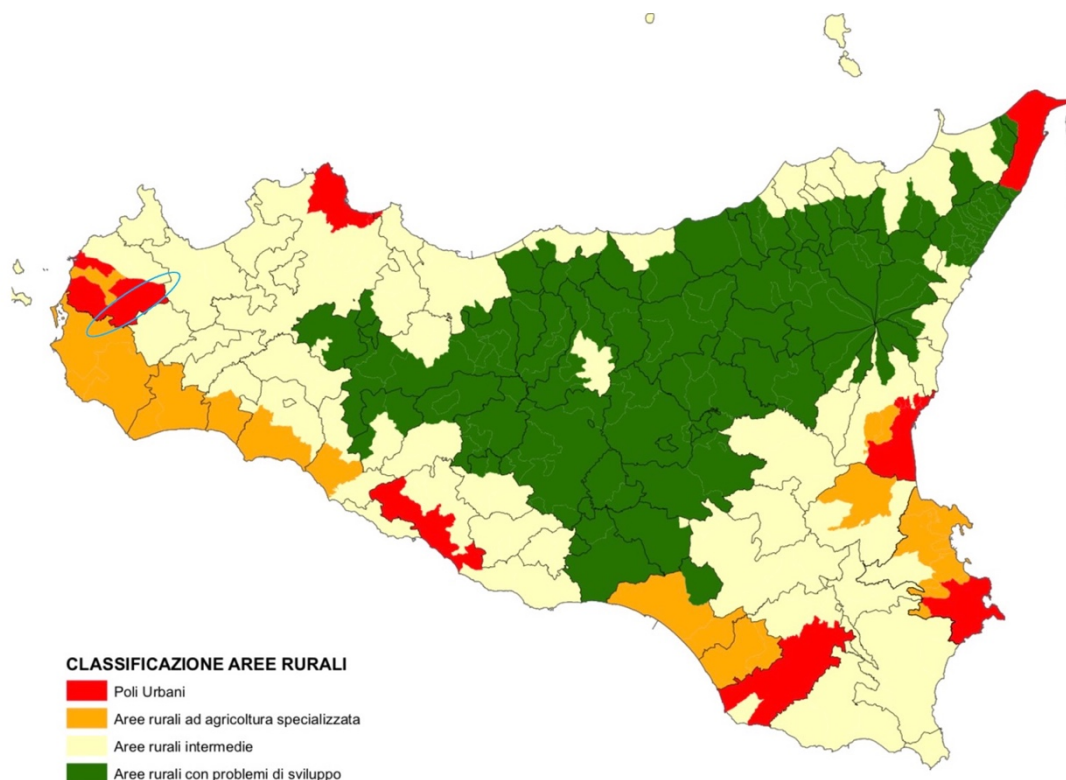 CLASSIFICAZIONE AREE RURALI
Poli Urbani
Aree rurali ad agricoltura specializzata
Aree rurali intermedie
Aree rurali con problemi di sviluppo